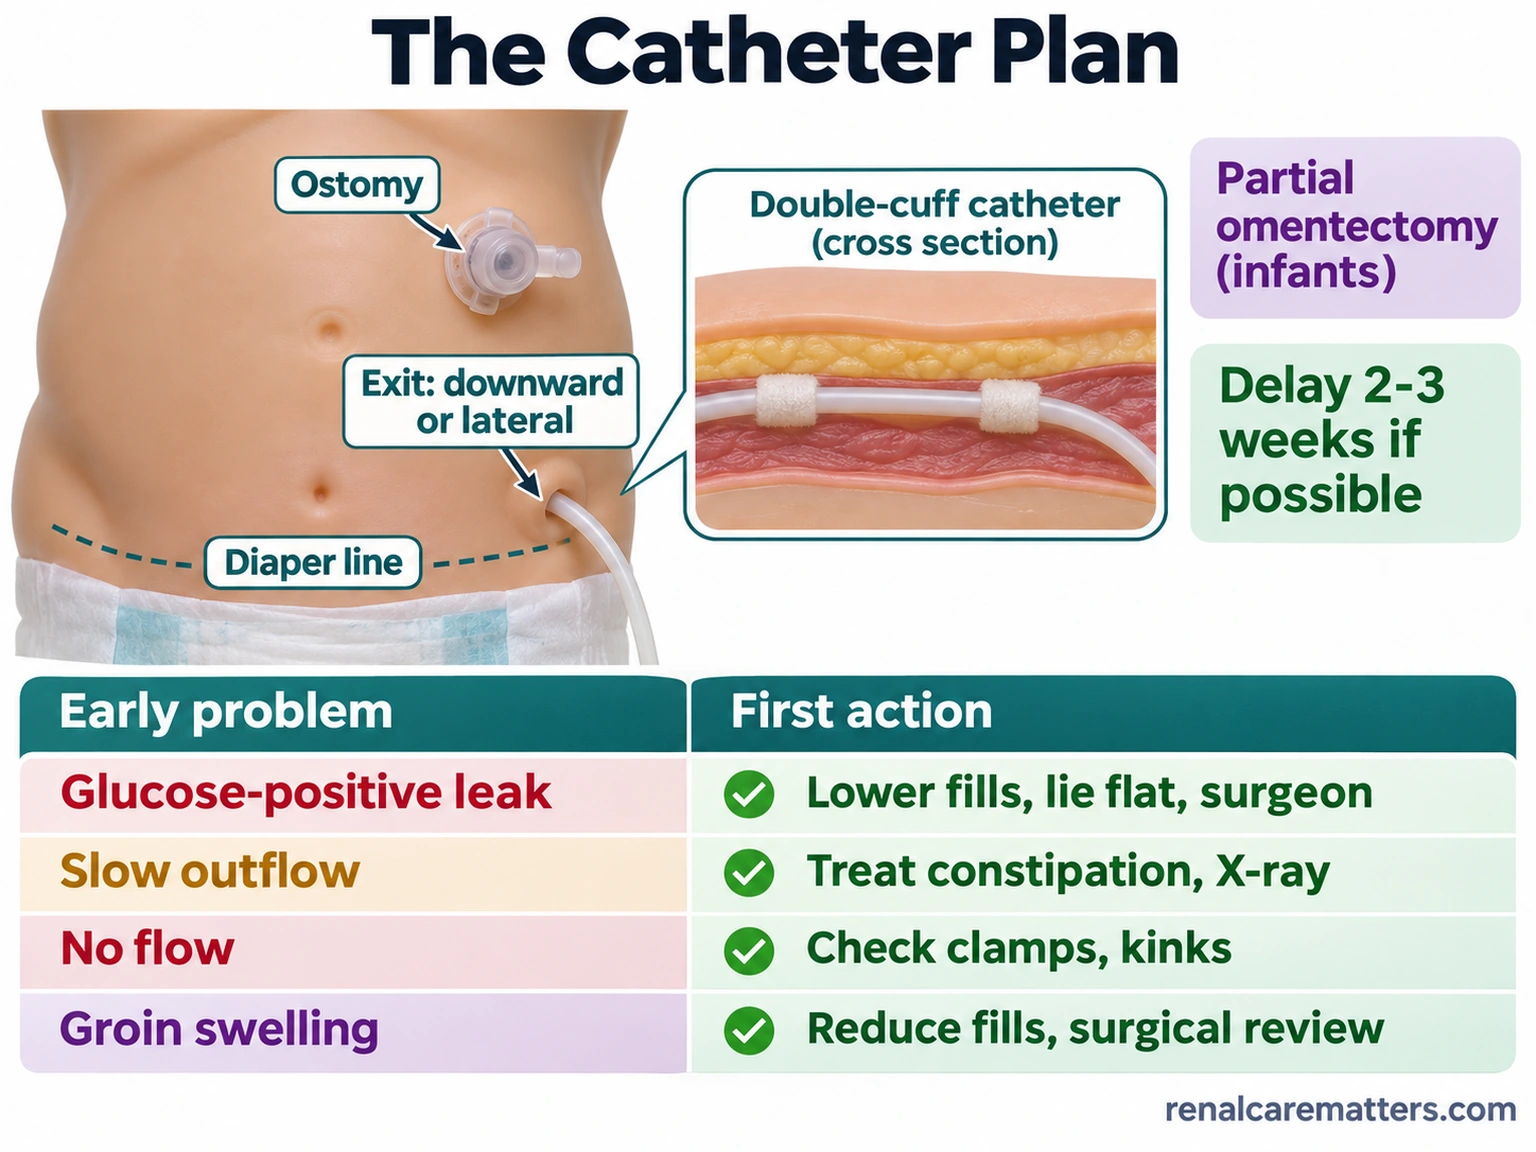 The Catheter Plan
Ostomy
Exit: downward
or lateral
Diaper line
Double-cuff catheter
(cross section)
Partial
omentectomy
(infants)
Delay 2-3
weeks if
possible
Early problem
First action
Glucose-positive leak
Lower fills, lie flat, surgeon
Slow outflow
Treat constipation, X-ray
No flow
Check clamps, kinks
Groin swelling
Reduce fills, surgical review
renalcarematters.com